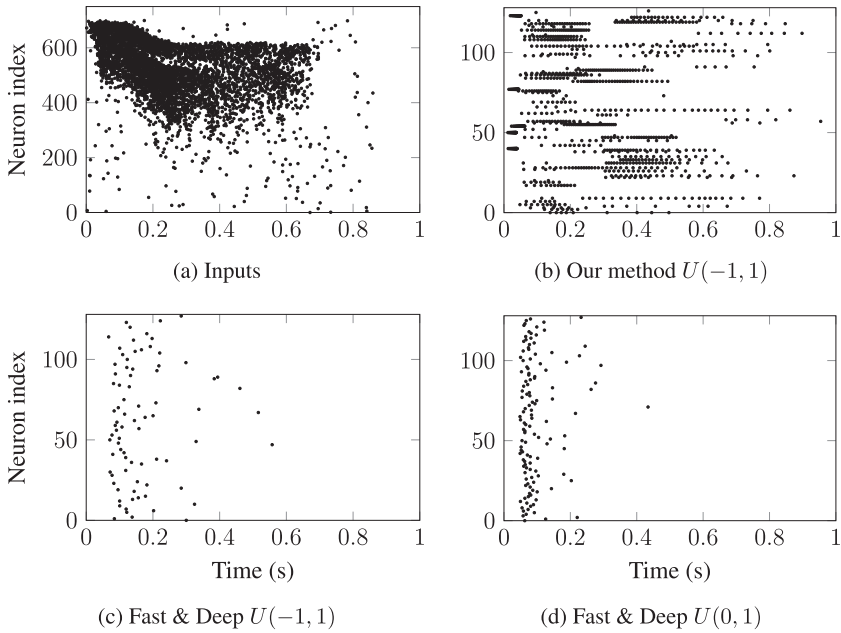 Neuron index
600
400
200
0
0 0.2 0.4 0.6 0.8 1
(a) Inputs
100
50
0
0 0.2 0.4 0.6 0.8 1
(b) Our method U(−1, 1)
Neuron index
100
50
0
0 0.2 0.4 0.6 0.8 1
Time (s)
(c) Fast & Deep U(−1, 1)
100
50
0
0 0.2 0.4 0.6 0.8 1
Time (s)
(d) Fast & Deep U(0, 1)